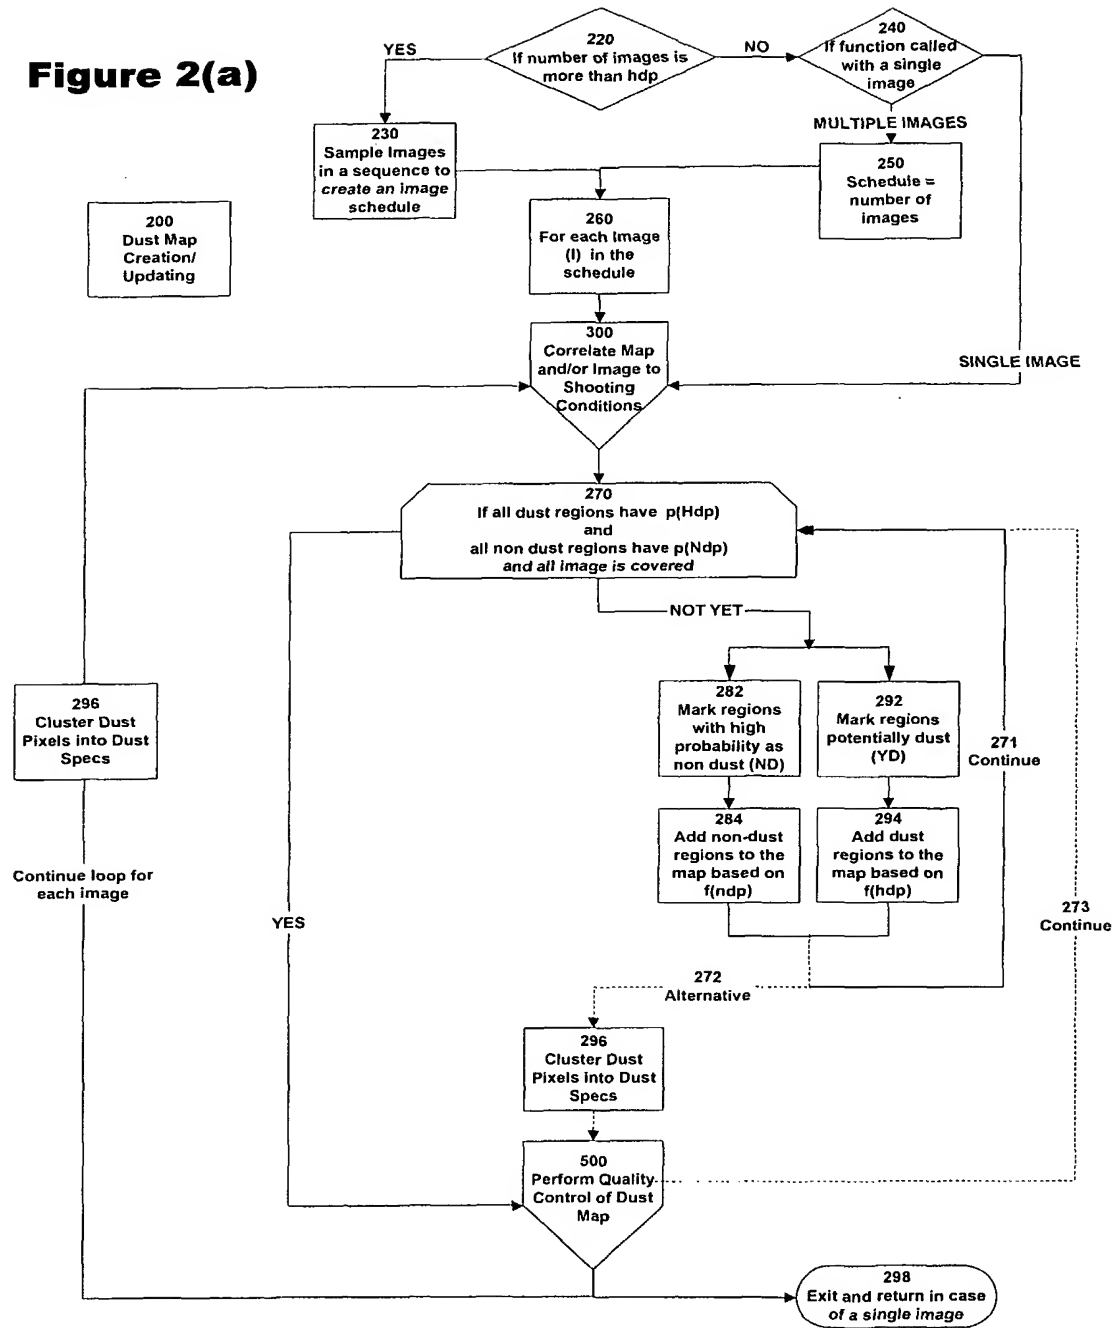 Figure 2(a)
YES
220
If number of images is
more than hdp
NO
240
If function called
with a single
image
MULTIPLE IMAGES
230
Sample Images
in a sequence to
create an image
schedule
250
Schedule =
number of
images
200
Dust Map
Creation/
Updating
260
For each Image
(I) in the
schedule
300
Correlate Map
and/or Image to
Shooting
Conditions
SINGLE IMAGE
270
If all dust regions have p(Hdp)
and
all non dust regions have p(Ndp)
and all image is covered
NOT YET
296
Cluster Dust
Pixels into Dust
Specs
282
Mark regions
with high
probability as
non dust (ND)
292
Mark regions
potentially dust
(YD)
271
Continue
284
Add non-dust
regions to the
map based on
f(ndp)
294
Add dust
regions to the
map based on
f(hdp)
Continue loop for
each image
YES
273
Continue
272
Alternative
296
Cluster Dust
Pixels into Dust
Specs
500
Perform Quality
Control of Dust
Map
298
Exit and return in case
of a single image